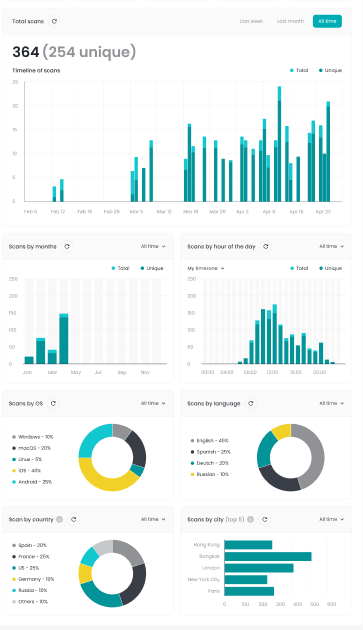 Total scans Last week Last month All time
364 (254 unique)
Timeline of scans Total Unique
25
20
15
10
5
0
Feb 5 Feb 12 Feb 19 Feb 26 Mar 5 Mar 12 Mar 19 Mar 26 Apr 2 Apr 9 Apr 16 Apr 23
Scans by months All time
Total Unique
250
200
150
100
50
0
Jan Mar May Jul Sep Nov
Scans by hour of the day All time
My timezone Total Unique
250
200
150
100
50
0
00:00 04:00 08:00 12:00 16:00 20:00
Scans by OS All time
Windows - 10%
macOS - 20%
Linux - 5%
iOS - 40%
Android - 25%
Scans by language All time
English - 45%
Spanish - 25%
Deutch - 20%
Russian - 10%
Scan by country All time
Spain - 20%
France - 25%
US - 25%
Germany - 10%
Russia - 10%
Others - 10%
Scans by city (top 5) All time
Hong Kong
Bangkok
London
New York City
Paris
0 100 200 300 400 500 600